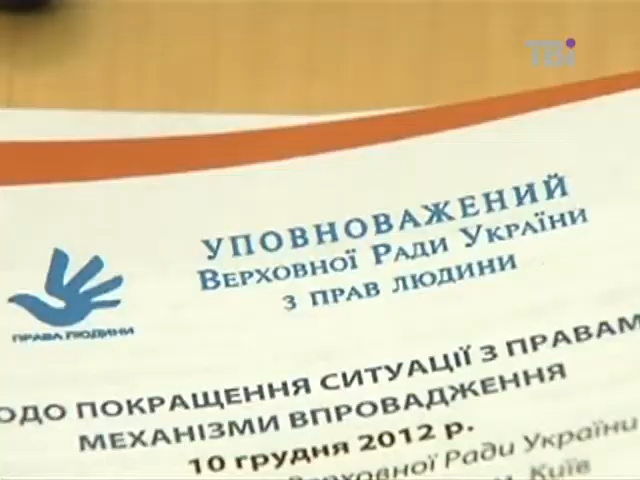 ТВі
УПОВНОВАЖЕНИЙ
ВЕРХОВНОЇ РАДИ УКРАЇНИ
З ПРАВ ЛЮДИНИ
ПРАВА ЛЮДИНИ
ОДО ПОКРАЩЕННЯ СИТУАЦІЇ З ПРАВАМ
МЕХАНІЗМИ ВПРОВАДЖЕННЯ
10 грудня 2012 р.
Верховної Ради України
м. Київ